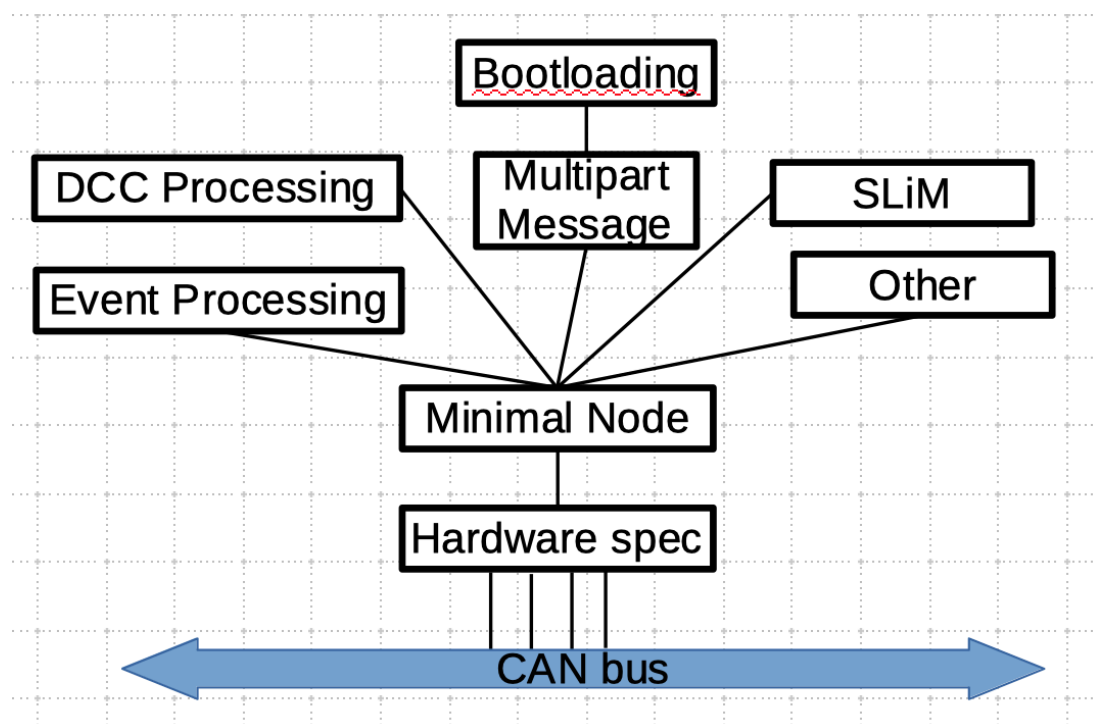 Bootloading
DCC Processing
Multipart
Message
SLiM
Event Processing
Other
Minimal Node
Hardware spec
CAN bus